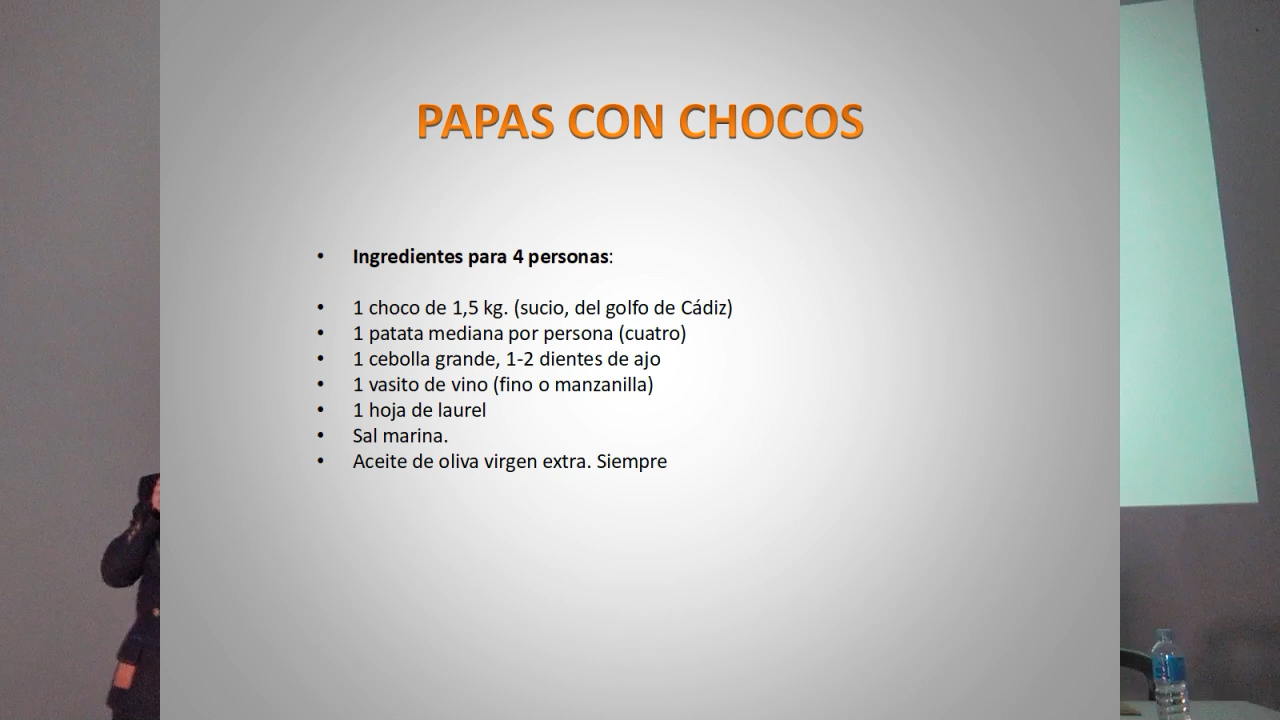 PAPAS CON CHOCOS
• Ingredientes para 4 personas:
• 1 choco de 1,5 kg. (sucio, del golfo de Cádiz)
• 1 patata mediana por persona (cuatro)
• 1 cebolla grande, 1-2 dientes de ajo
• 1 vasito de vino (fino o manzanilla)
• 1 hoja de laurel
• Sal marina.
• Aceite de oliva virgen extra. Siempre